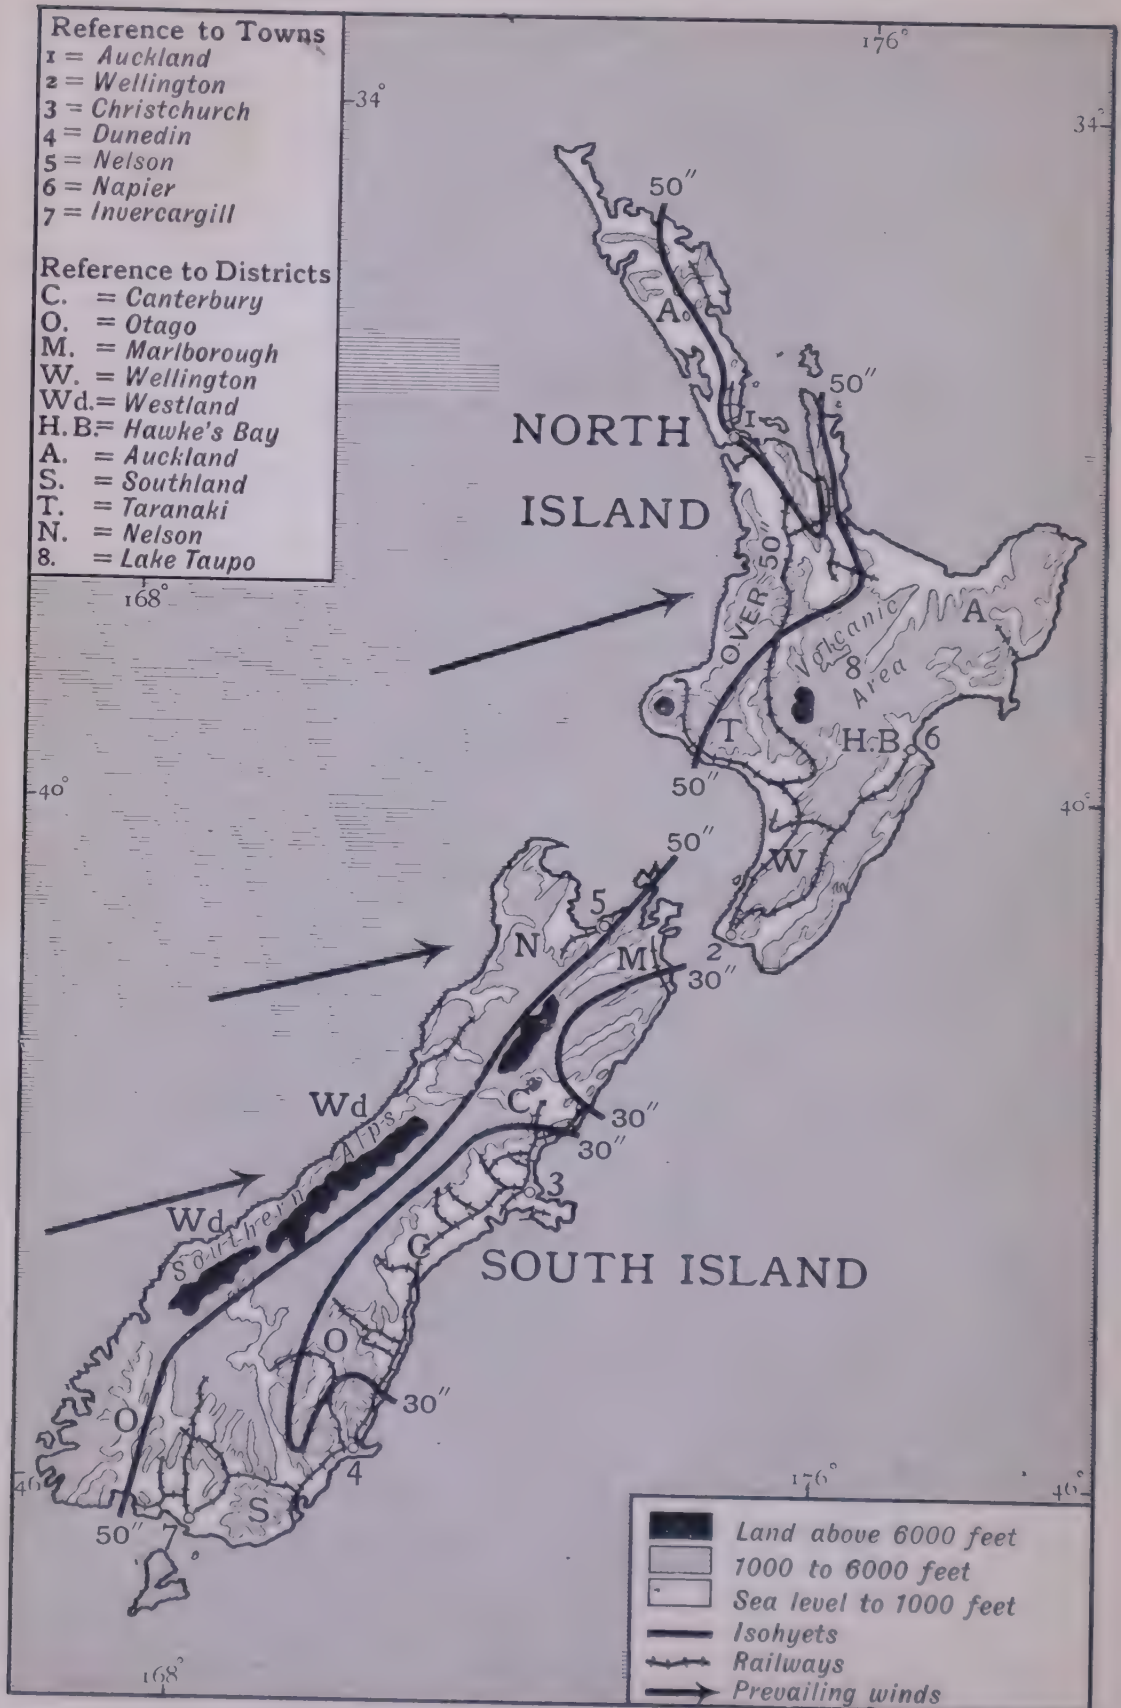 Reference to Towns
1 = Auckland
2 = Wellington
3 = Christchurch
4 = Dunedin
5 = Nelson
6 = Napier
7 = Invercargill
Reference to Districts
C. = Canterbury
O. = Otago
M. = Marlborough
W. = Wellington
Wd. = Westland
H.B. = Hawke's Bay
A. = Auckland
S. = Southland
T. = Taranaki
N. = Nelson
8. = Lake Taupo
176°
34°
34°
168°
50"
A.
50"
1
NORTH
ISLAND
OVER 50"
Volcanic
Area
8
A
T
H.B.
6
50"
40°
40°
W
2
50"
5
N
M
30"
C
30"
30"
Wd
Southern Alps
Wd
3
C
SOUTH ISLAND
O
30"
O
4
46°
S
50"
7
176°
46°
168°
Land above 6000 feet
1000 to 6000 feet
Sea level to 1000 feet
Isohyets
Railways
Prevailing winds